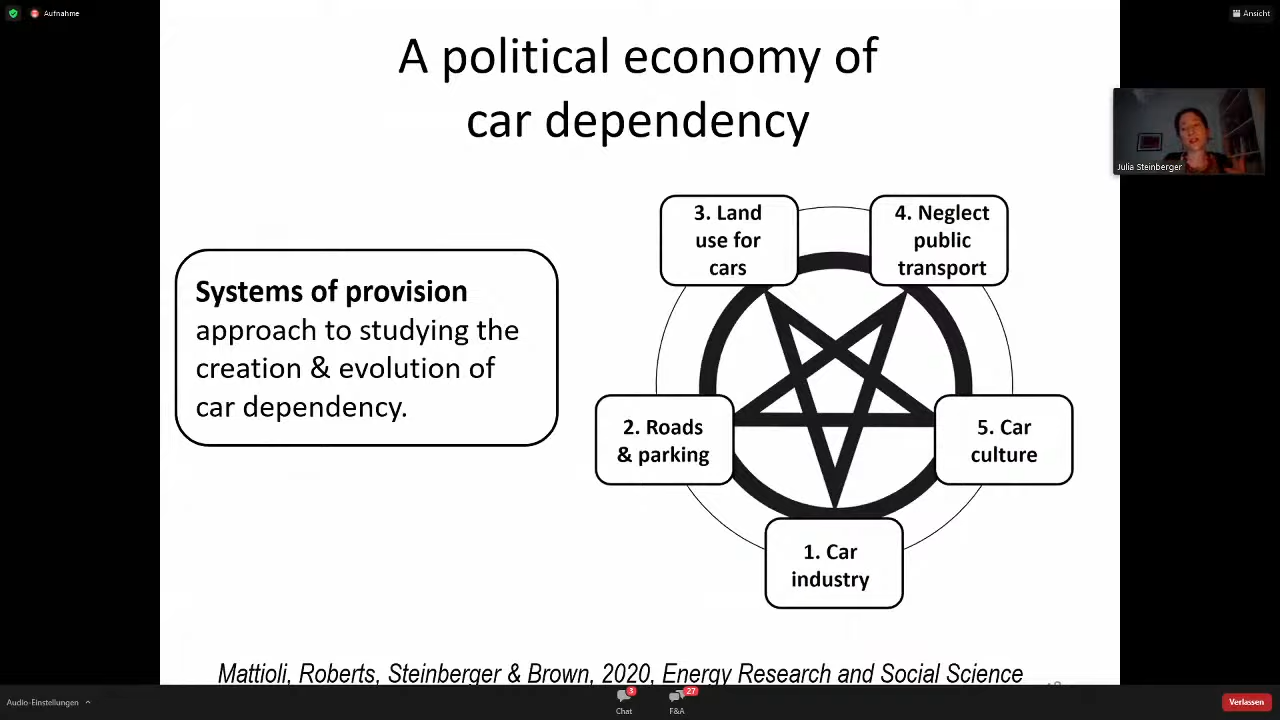 Aufnahme
Ansicht
A political economy of
car dependency
Julia Steinberger
3. Land
use for
cars
4. Neglect
public
transport
Systems of provision
approach to studying the
creation & evolution of
car dependency.
2. Roads
& parking
5. Car
culture
1. Car
industry
Mattioli, Roberts, Steinberger & Brown, 2020, Energy Research and Social Science
Audio-Einstellungen
3
Chat
27
F&A
Verlassen